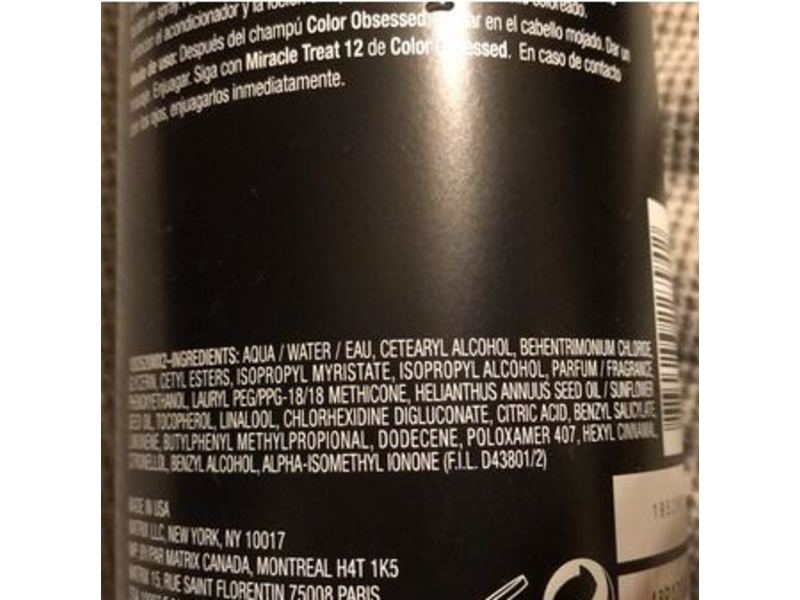 coloreado.
en spray.
el acondicionador y la loción
de uso: Después del champú Color Obsessed, en el cabello mojado. Dar un
Enjuagar. Siga con Miracle Treat 12 de Color Obsessed. En caso de contacto
los ojos, enjuagarlos inmediatamente.
INGREDIENTS: AQUA / WATER / EAU, CETEARYL ALCOHOL, BEHENTRIMONIUM CHLORIDE,
GLYCERIN, CETYL ESTERS, ISOPROPYL MYRISTATE, ISOPROPYL ALCOHOL, PARFUM / FRAGRANCE
PHENOXYETHANOL, LAURYL PEG/PPG-18/18 METHICONE, HELIANTHUS ANNUUS SEED OIL / SUNFLOWER
SEED OIL, TOCOPHEROL, LINALOOL, CHLORHEXIDINE DIGLUCONATE, CITRIC ACID, BENZYL SALICYLATE
LIMONENE, BUTYLPHENYL METHYLPROPIONAL, DODECENE, POLOXAMER 407, HEXYL CINNAMAL,
CITRONELLOL, BENZYL ALCOHOL, ALPHA-ISOMETHYL IONONE (F.I.L. D43801/2)
MADE IN USA
MATRIX LLC, NEW YORK, NY 10017
IMP. BY/PAR MATRIX CANADA, MONTREAL H4T 1K5
MATRIX 15, RUE SAINT FLORENTIN 75008 PARIS